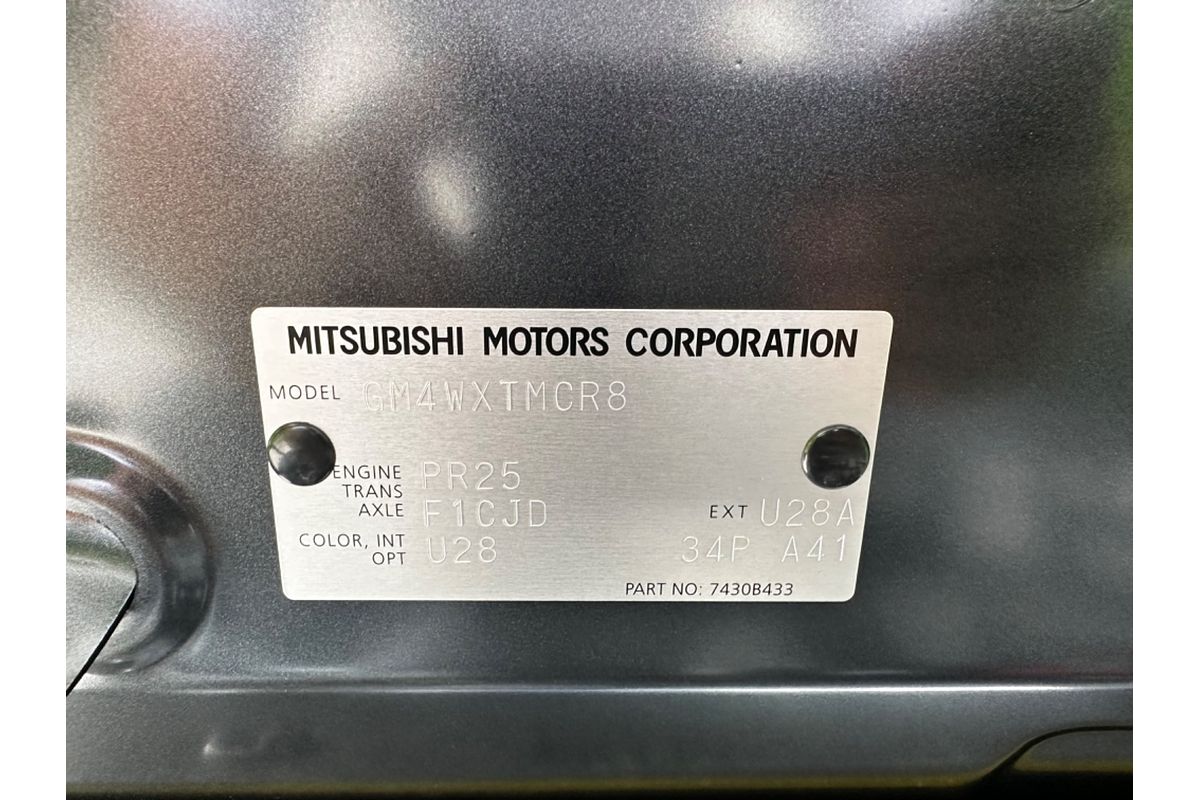 MITSUBISHI MOTORS CORPORATION
MODEL GM4WXTMCR8
ENGINE PR25
TRANS
AXLE F1CJD EXT U28A
COLOR, INT
OPT U28 34P A41
PART NO: 7430B433